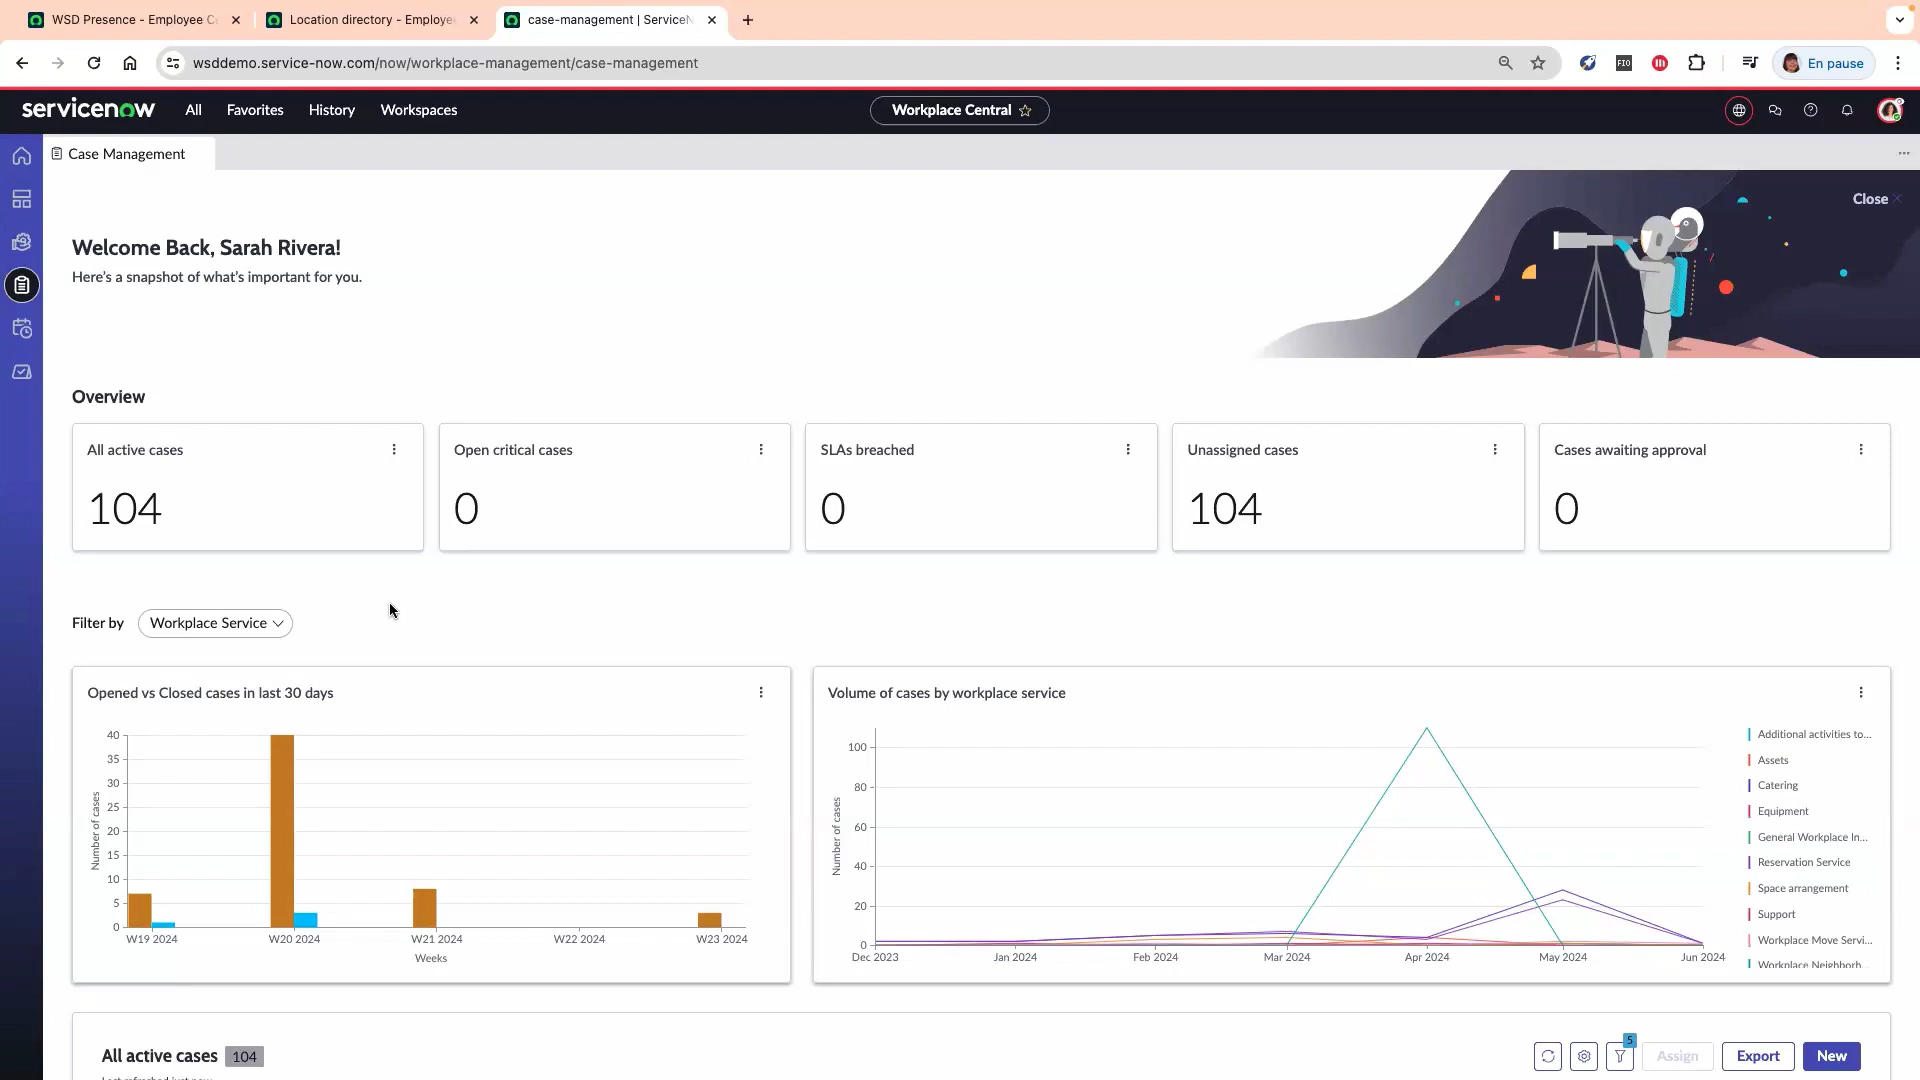 WSD Presence - Employee C
Location directory - Employe
case-management | ServiceN
wsddemo.service-now.com/now/workplace-management/case-management
FIO
En pause
servicenow
All
Favorites
History
Workspaces
Workplace Central
Case Management
Close
Welcome Back, Sarah Rivera!
Here's a snapshot of what's important for you.
Overview
All active cases
104
Open critical cases
0
SLAs breached
0
Unassigned cases
104
Cases awaiting approval
0
Filter by
Workplace Service
Opened vs Closed cases in last 30 days
Number of cases
40
35
30
25
20
15
10
5
0
W19 2024
W20 2024
W21 2024
W22 2024
W23 2024
Weeks
Volume of cases by workplace service
Number of cases
100
80
60
40
20
0
Dec 2023
Jan 2024
Feb 2024
Mar 2024
Apr 2024
May 2024
Jun 2024
Additional activities to...
Assets
Catering
Equipment
General Workplace In...
Reservation Service
Space arrangement
Support
Workplace Move Servi...
Workplace Neighborh...
All active cases
104
5
Assign
Export
New
Last refreshed just now